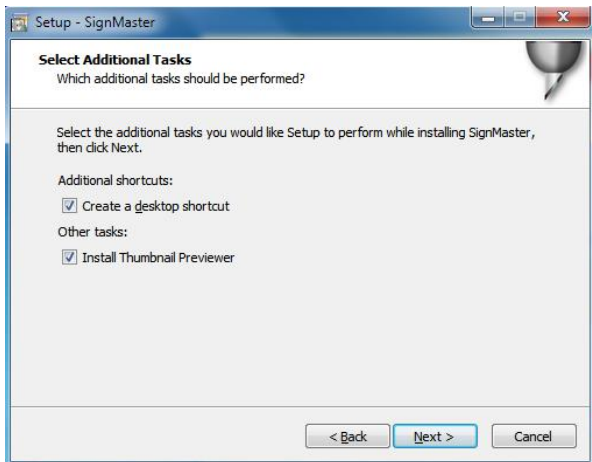 Setup - SignMaster
Select Additional Tasks
Which additional tasks should be performed?
Select the additional tasks you would like Setup to perform while installing SignMaster,
then click Next.
Additional shortcuts:
Create a desktop shortcut
Other tasks:
Install Thumbnail Previewer
< Back
Next >
Cancel